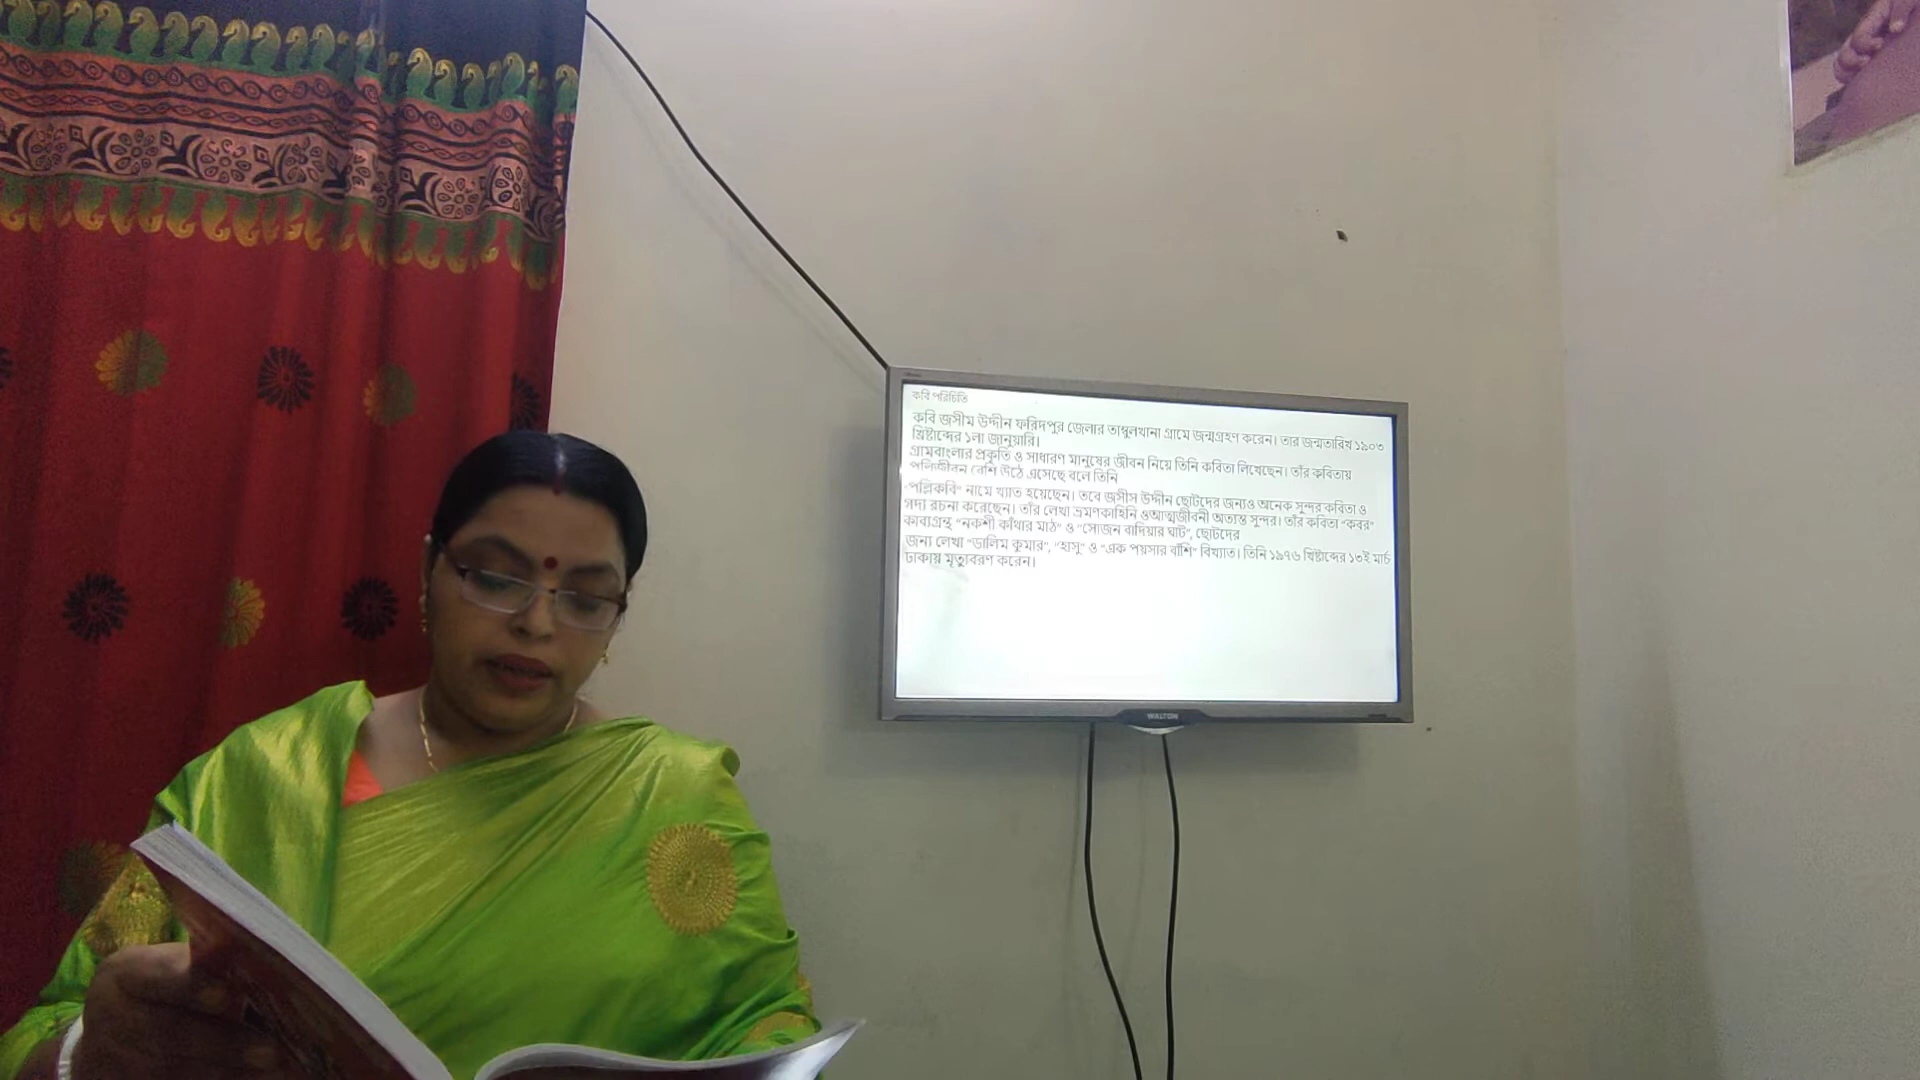 কবি পরিচিতি
কবি জসীম উদ্দীন ফরিদপুর জেলার তাম্বুলখানা গ্রামে জন্মগ্রহণ করেন। তার জন্মতারিখ ১৯০৩
খ্রিষ্টাব্দের ১লা জানুয়ারি।
গ্রামবাংলার প্রকৃতি ও সাধারণ মানুষের জীবন নিয়ে তিনি কবিতা লিখেছেন। তাঁর কবিতায়
পল্লিজীবন বেশি উঠে এসেছে বলে তিনি
"পল্লিকবি" নামে খ্যাত হয়েছেন। তবে জসীস উদ্দীন ছোটদের জন্যও অনেক সুন্দর কবিতা ও
গদ্য রচনা করেছেন। তাঁর লেখা ভ্রমণকাহিনি ওআত্মজীবনী অত্যন্ত সুন্দর। তাঁর কবিতা "কবর"
কাব্যগ্রন্থ "নকশী কাঁথার মাঠ" ও "সোজন বাদিয়ার ঘাট", ছোটদের
জন্য লেখা "ডালিম কুমার", "হাসু" ও "এক পয়সার বাঁশি" বিখ্যাত। তিনি ১৯৭৬ খিষ্টাব্দের ১৩ই মার্চ
ঢাকায় মৃত্যুবরণ করেন।
WALTON